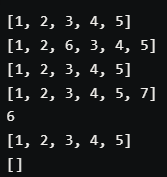 [1, 2, 3, 4, 5]
[1, 2, 6, 3, 4, 5]
[1, 2, 3, 4, 5]
[1, 2, 3, 4, 5, 7]
6
[1, 2, 3, 4, 5]
[]